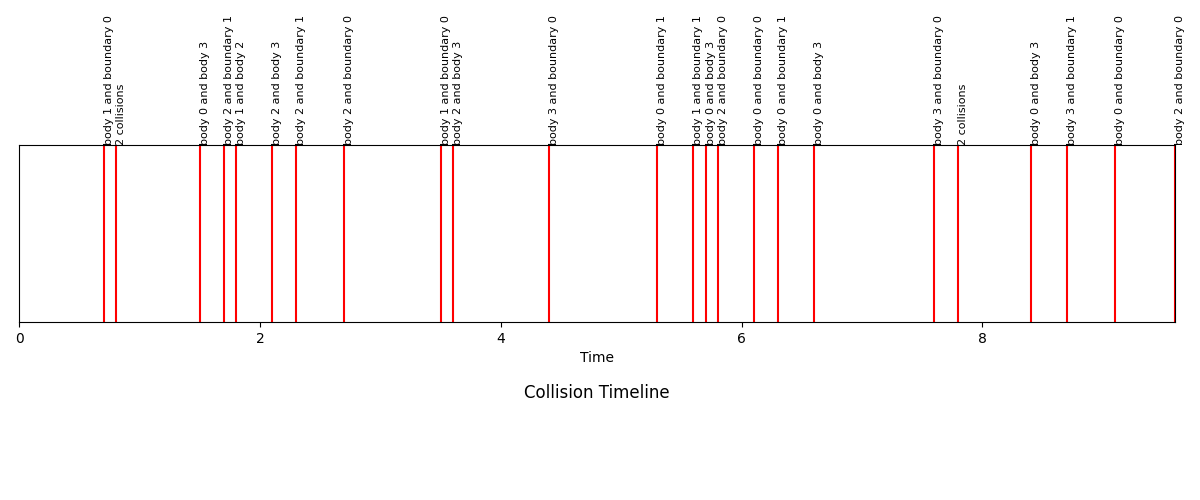 body 1 and boundary 0
2 collisions
body 0 and body 3
body 2 and boundary 1
body 1 and body 2
body 2 and body 3
body 2 and boundary 1
body 2 and boundary 0
body 1 and boundary 0
body 2 and body 3
body 3 and boundary 0
body 0 and boundary 1
body 1 and boundary 1
body 0 and body 3
body 2 and boundary 0
body 0 and boundary 0
body 0 and boundary 1
body 0 and body 3
body 3 and boundary 0
2 collisions
body 0 and body 3
body 3 and boundary 1
body 0 and boundary 0
body 2 and boundary 0
0 2 4 6 8
Time
Collision Timeline